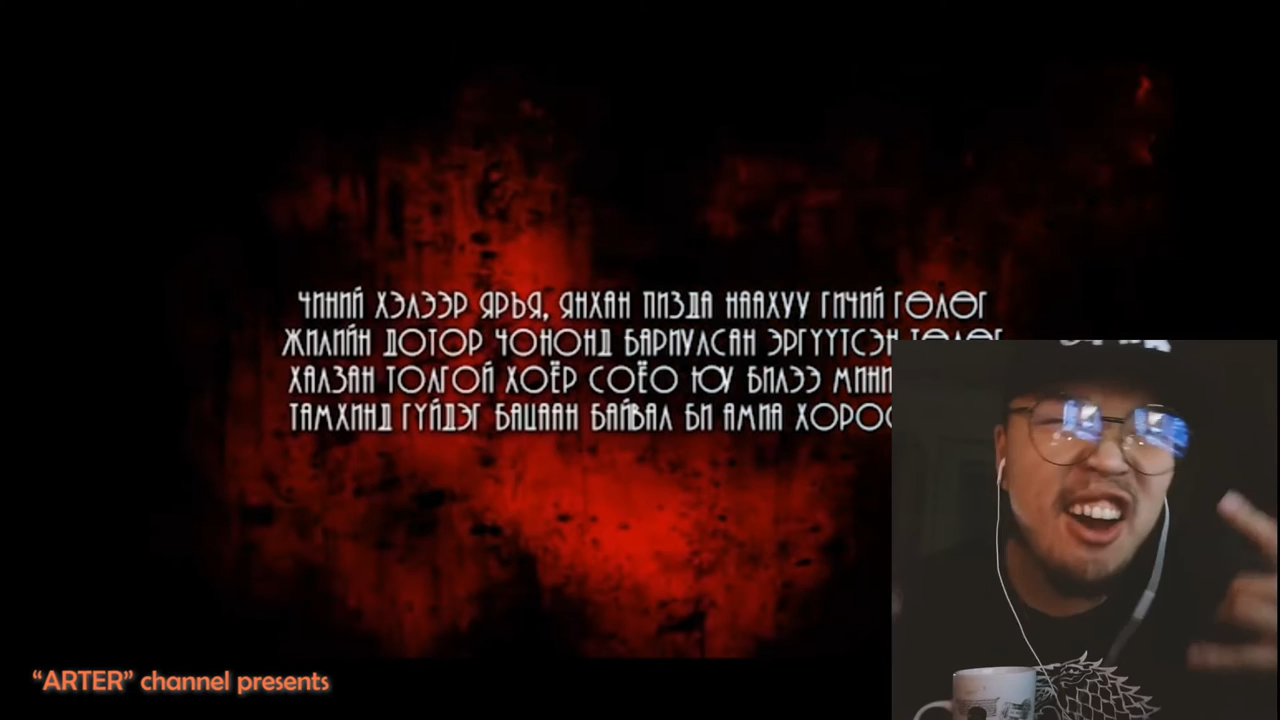 ЧИНИЙ ХЭЛЭЭР ЯРЬЯ, ЯНХАН ПИЗДА НААХУУ ГИЧИЙ ГӨЛӨГ
ЖИЛИЙН ДОТОР ЧОНОНД БАРИУЛСАН ЭРГҮҮТСЭН ТӨЛӨГ
ХАЛЗАН ТОЛГОЙ ХОЁР СОЁО ЮУ БИЛЭЭ
ТАМХИНД ГҮЙДЭГ БАЦААН БАЙВАЛ БИ АМИА
“ARTER” channel presents